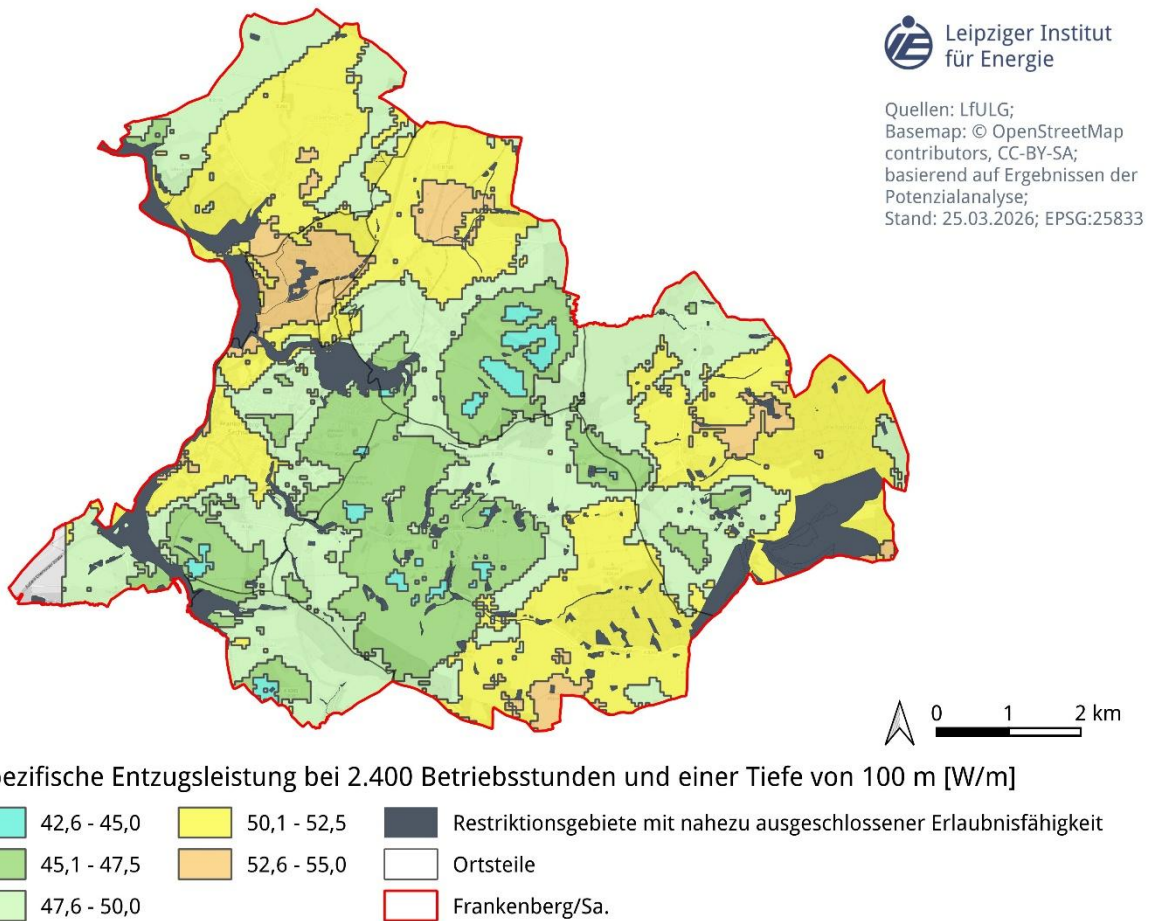 Leipziger Institut
für Energie
Quellen: LfULG;
Basemap: © OpenStreetMap
contributors, CC-BY-SA;
basierend auf Ergebnissen der
Potenzialanalyse;
Stand: 25.03.2026; EPSG:25833
0 1 2 km
pezifische Entzugsleistung bei 2.400 Betriebsstunden und einer Tiefe von 100 m [W/m]
42,6 - 45,0
50,1 - 52,5
Restriktionsgebiete mit nahezu ausgeschlossener Erlaubnisfähigkeit
45,1 - 47,5
52,6 - 55,0
Ortsteile
47,6 - 50,0
Frankenberg/Sa.